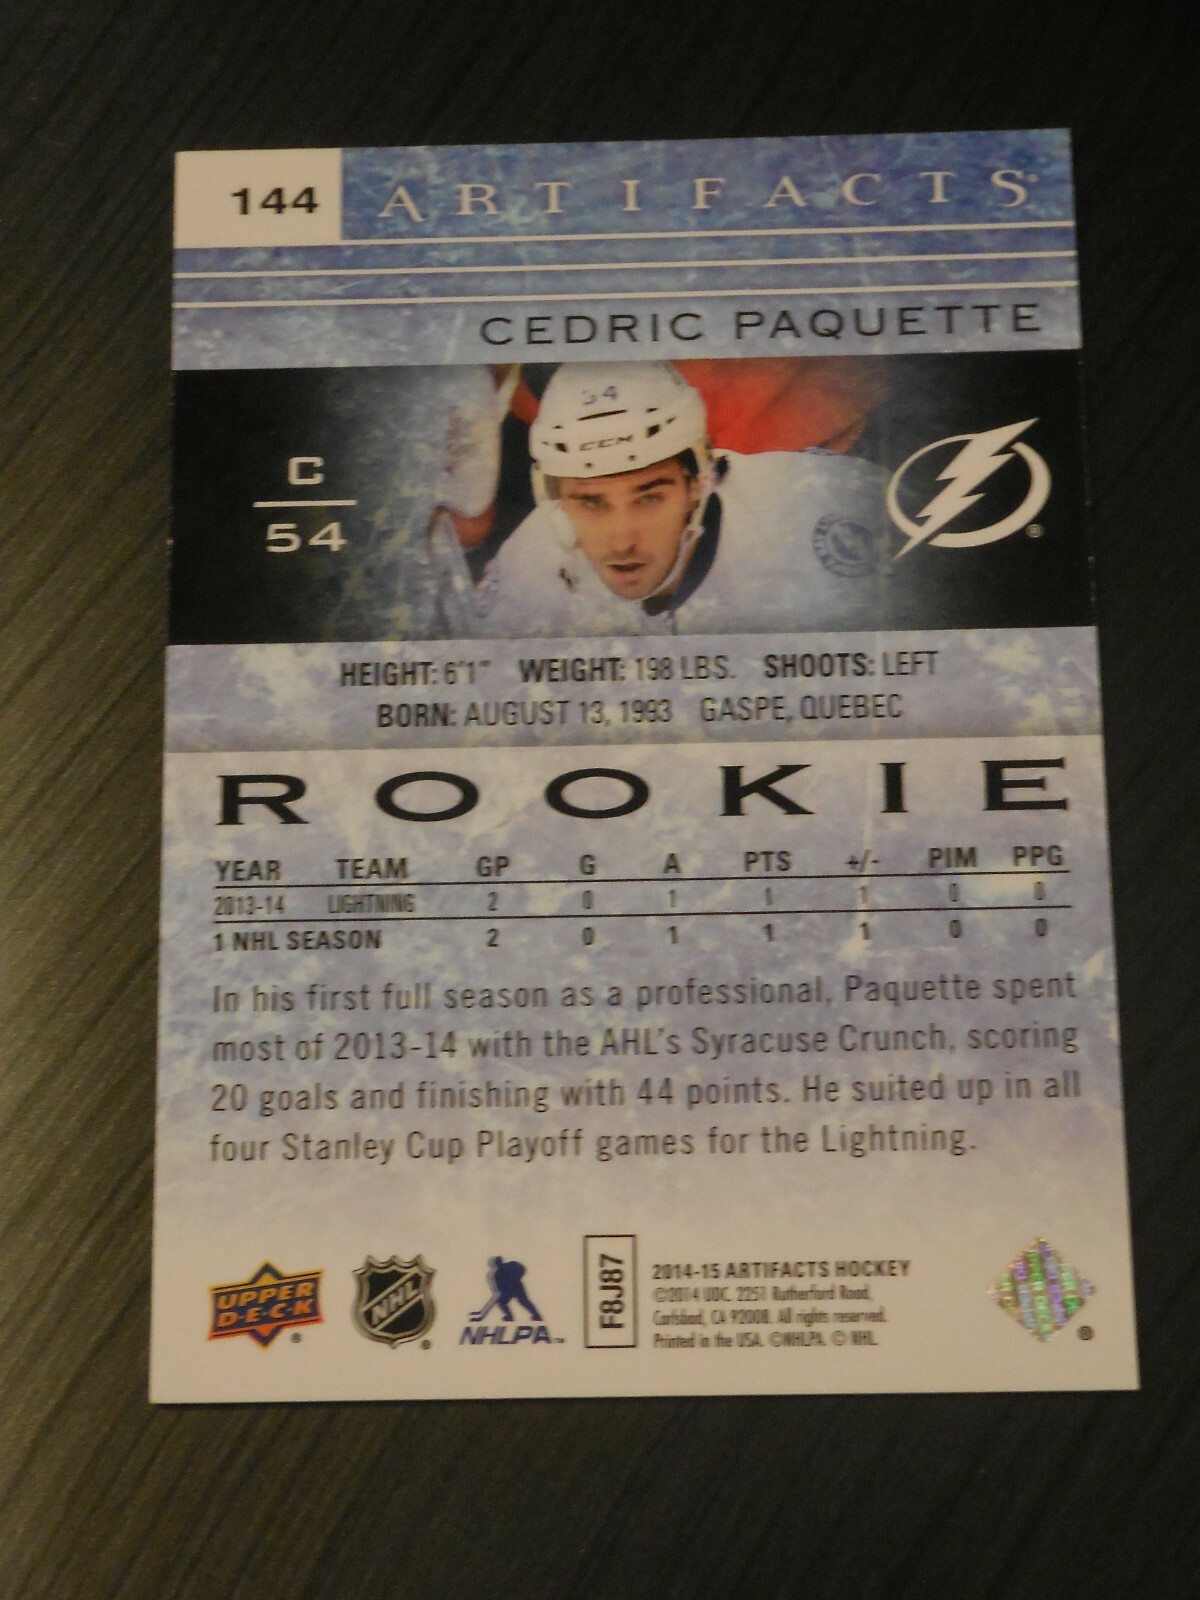 144 ARTIFACTS
CEDRIC PAQUETTE
54
CCM
C
54
HEIGHT: 6'1" WEIGHT: 198 LBS. SHOOTS: LEFT
BORN: AUGUST 13, 1993 GASPE, QUEBEC
ROOKIE
YEAR TEAM GP G A PTS +/- PIM PPG
2013-14 LIGHTNING 2 0 1 1 1 0 0
1 NHL SEASON 2 0 1 1 1 0 0
In his first full season as a professional, Paquette spent
most of 2013-14 with the AHL's Syracuse Crunch, scoring
20 goals and finishing with 44 points. He suited up in all
four Stanley Cup Playoff games for the Lightning.
UPPER
D·E·C·K
®
NHL
®
NHLPA™
F8J87
2014-15 ARTIFACTS HOCKEY
©2014 UDC. 2251 Rutherford Road,
Carlsbad, CA 92008. All rights reserved.
Printed in the USA. ©NHLPA. © NHL.
®